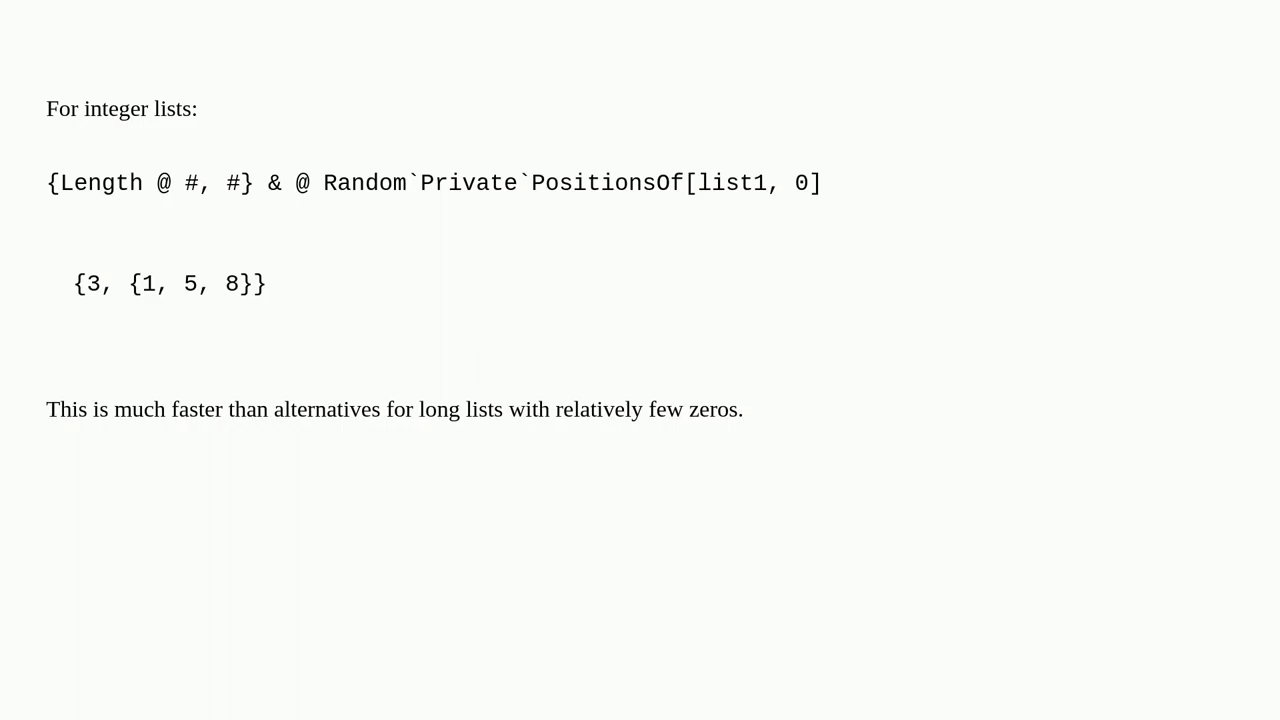 For integer lists:
{Length @ #, #} & @ Random`Private`PositionsOf[list1, 0]
{3, {1, 5, 8}}
This is much faster than alternatives for long lists with relatively few zeros.